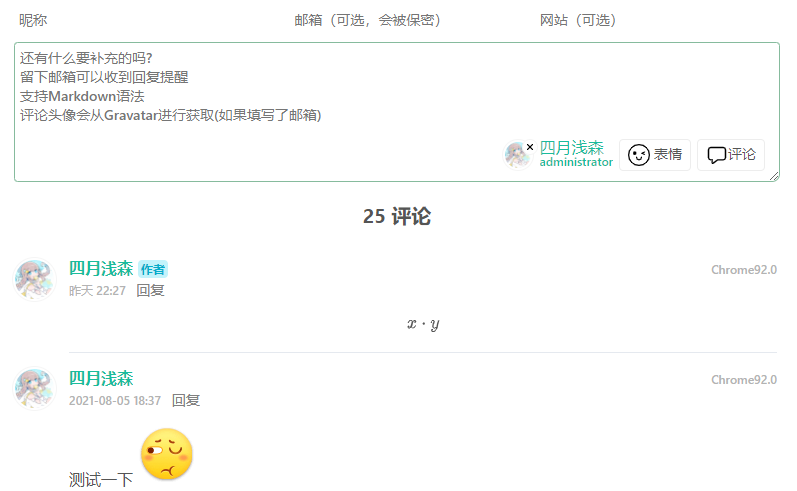 昵称 邮箱（可选，会被保密） 网站（可选）
还有什么要补充的吗?
留下邮箱可以收到回复提醒
支持Markdown语法
评论头像会从Gravatar进行获取(如果填写了邮箱)
× 四月浅森 表情 评论
administrator
25 评论
四月浅森 作者 Chrome92.0
昨天 22:27 回复
x · y
四月浅森 Chrome92.0
2021-08-05 18:37 回复
测试一下